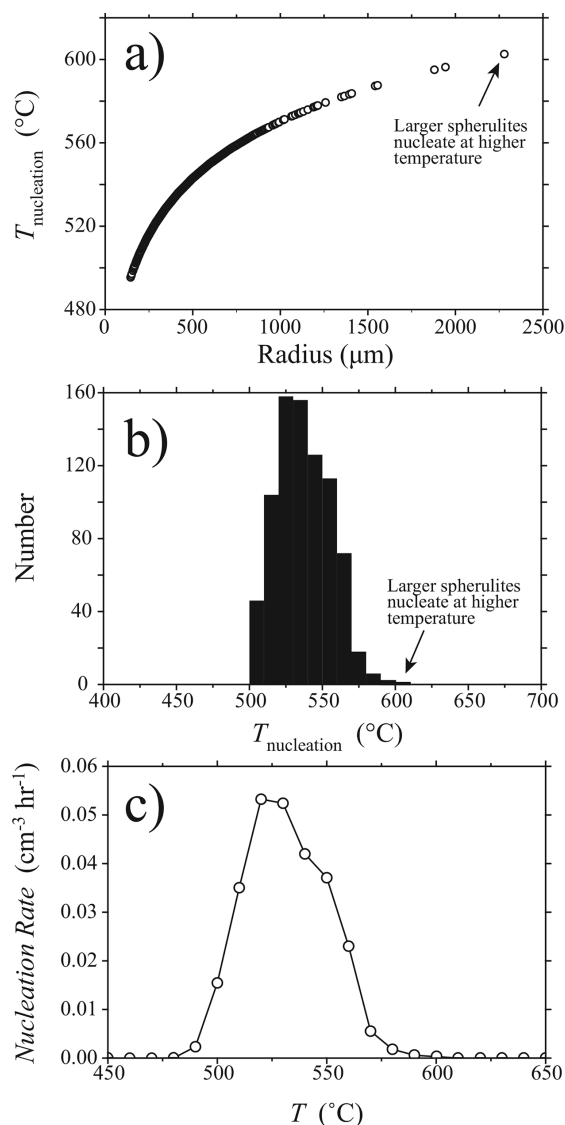 a)
600
560
520
480
T nucleation (°C)
Larger spherulites
nucleate at higher
temperature
0 500 1000 1500 2000 2500
Radius (μm)
b)
160
120
80
40
0
Number
Larger spherulites
nucleate at higher
temperature
400 450 500 550 600 650 700
T nucleation (°C)
c)
0.06
0.05
0.04
0.03
0.02
0.01
0.00
Nucleation Rate (cm⁻³ hr⁻¹)
450 500 550 600 650
T (˚C)